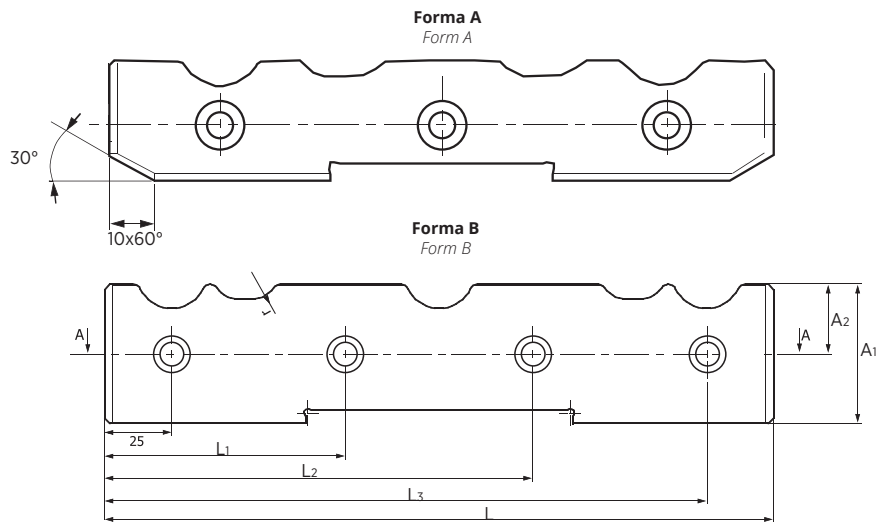 Forma A
Form A
30°
10x60°
Forma B
Form B
r
A
A
A2
A1
25
L1
L2
L3
L